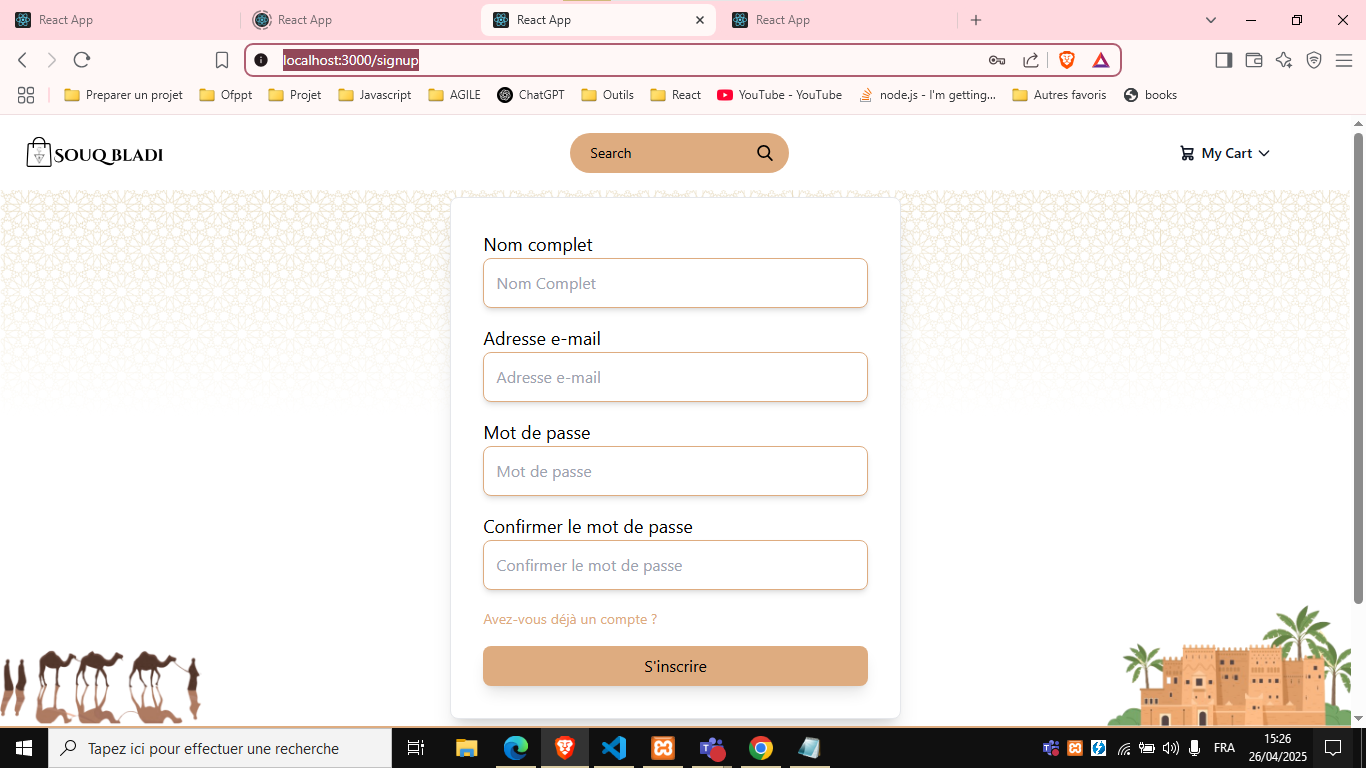 React App
React App
React App
React App
localhost:3000/signup
Preparer un projet
Ofppt
Projet
Javascript
AGILE
ChatGPT
Outils
React
YouTube - YouTube
node.js - I'm getting...
Autres favoris
books
SOUQ BLADI
Search
My Cart
Nom complet
Nom Complet
Adresse e-mail
Adresse e-mail
Mot de passe
Mot de passe
Confirmer le mot de passe
Confirmer le mot de passe
Avez-vous déjà un compte ?
S'inscrire
Tapez ici pour effectuer une recherche
FRA
15:26
26/04/2025